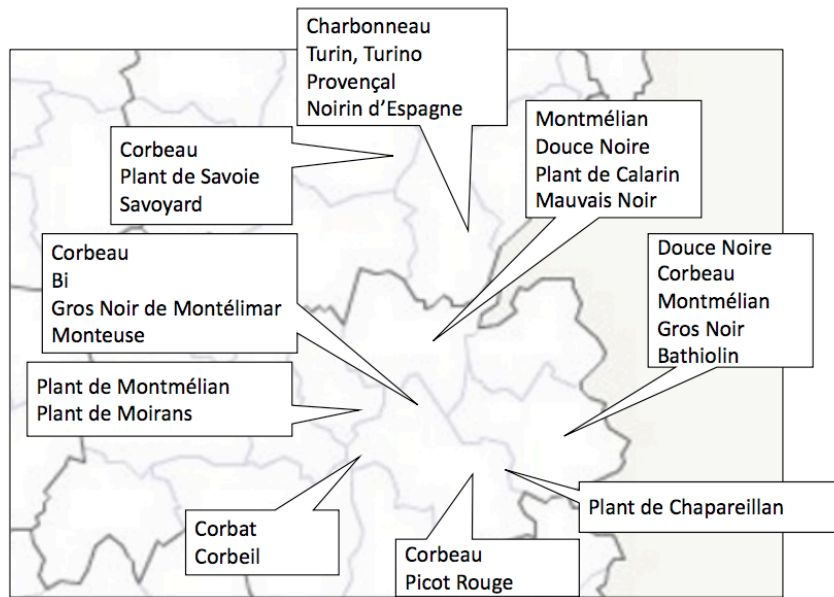 Charbonneau
Turin, Turino
Provençal
Noirin d’Espagne
Montmélian
Douce Noire
Plant de Calarin
Mauvais Noir
Corbeau
Plant de Savoie
Savoyard
Corbeau
Bi
Gros Noir de Montélimar
Monteuse
Douce Noire
Corbeau
Montmélian
Gros Noir
Bathiolin
Plant de Montmélian
Plant de Moirans
Plant de Chapareillan
Corbat
Corbeil
Corbeau
Picot Rouge